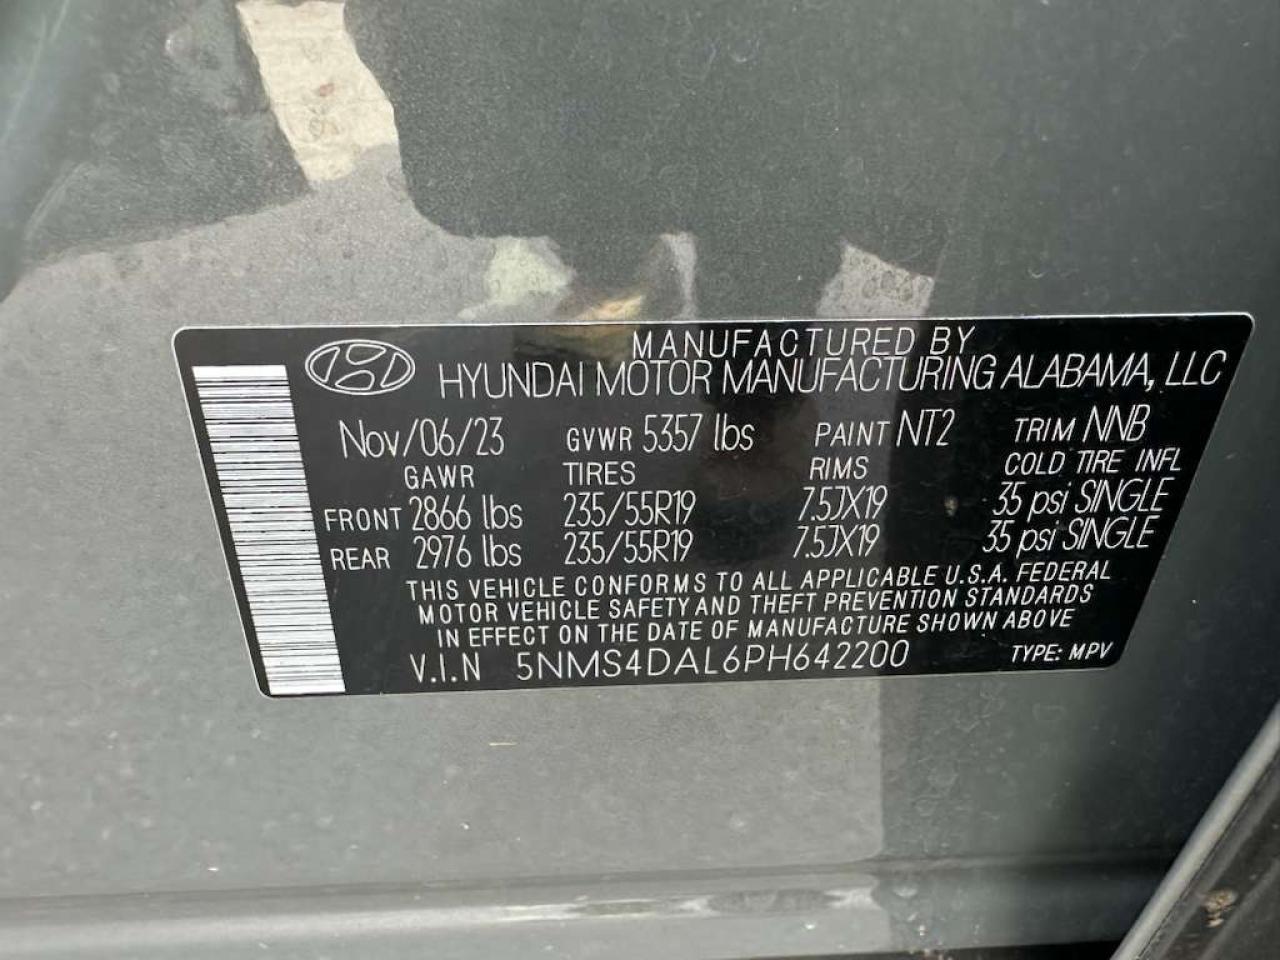 MANUFACTURED BY
HYUNDAI MOTOR MANUFACTURING ALABAMA, LLC
Nov/06/23 GVWR 5357 lbs PAINT NT2 TRIM NNB
GAWR TIRES RIMS COLD TIRE INFL
FRONT 2866 lbs 235/55R19 7.5JX19 35 psi SINGLE
REAR 2976 lbs 235/55R19 7.5JX19 35 psi SINGLE
THIS VEHICLE CONFORMS TO ALL APPLICABLE U.S.A. FEDERAL
MOTOR VEHICLE SAFETY AND THEFT PREVENTION STANDARDS
IN EFFECT ON THE DATE OF MANUFACTURE SHOWN ABOVE
V.I.N 5NMS4DAL6PH642200 TYPE: MPV